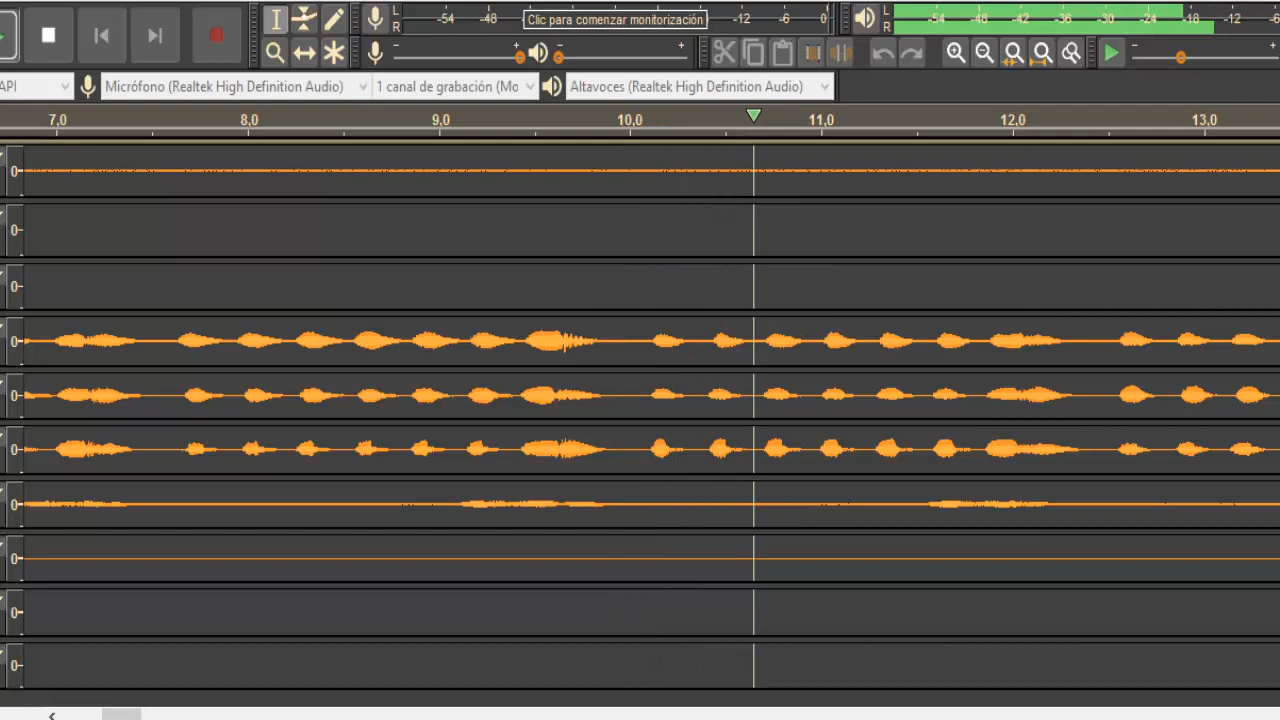 L R -54 -48 Clic para comenzar monitorización -12 -6 0 L R -54 -48 -42 -36 -30 -24 -18 -12 -6
- + - + - +
API Micrófono (Realtek High Definition Audio) 1 canal de grabación (Mo Altavoces (Realtek High Definition Audio)
7,0 8,0 9,0 10,0 11,0 12,0 13,0
0
0
0
0
0
0
0
0
0
0